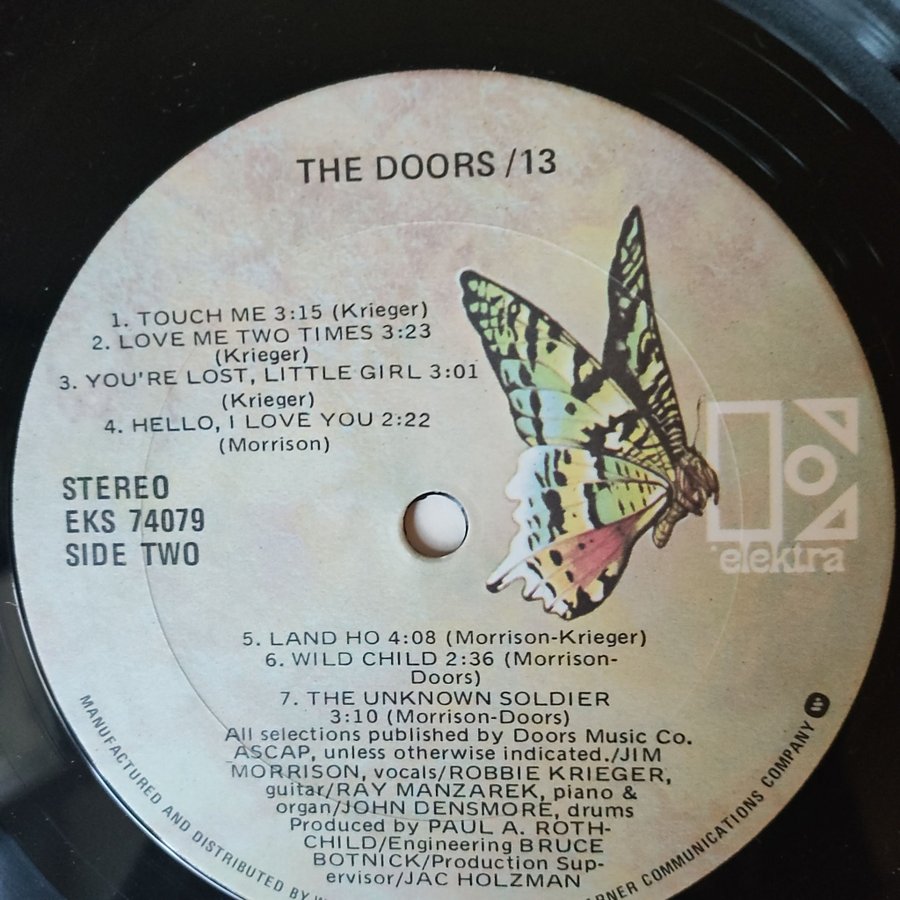 THE DOORS /13
1. TOUCH ME 3:15 (Krieger)
2. LOVE ME TWO TIMES 3:23
(Krieger)
3. YOU'RE LOST, LITTLE GIRL 3:01
(Krieger)
4. HELLO, I LOVE YOU 2:22
(Morrison)
STEREO
EKS 74079
SIDE TWO
elektra
5. LAND HO 4:08 (Morrison-Krieger)
6. WILD CHILD 2:36 (Morrison-
Doors)
7. THE UNKNOWN SOLDIER
3:10 (Morrison-Doors)
All selections published by Doors Music Co.
ASCAP, unless otherwise indicated./JIM
MORRISON, vocals/ROBBIE KRIEGER,
guitar/RAY MANZAREK, piano &
organ/JOHN DENSMORE, drums
Produced by PAUL A. ROTH-
CHILD/Engineering BRUCE
BOTNICK/Production Sup-
ervisor/JAC HOLZMAN
MANUFACTURED AND DISTRIBUTED BY
COMMUNICATIONS COMPANY